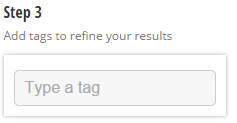 Step 3
Add tags to refine your results
Type a tag